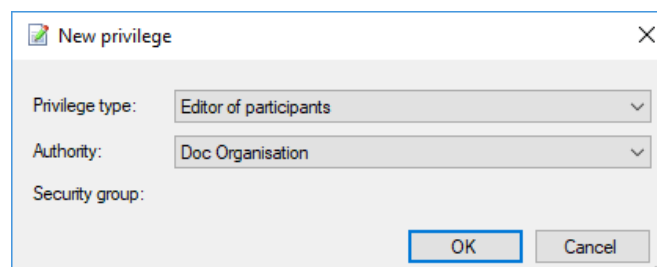 New privilege
Privilege type: Editor of participants
Authority: Doc Organisation
Security group:
OK Cancel